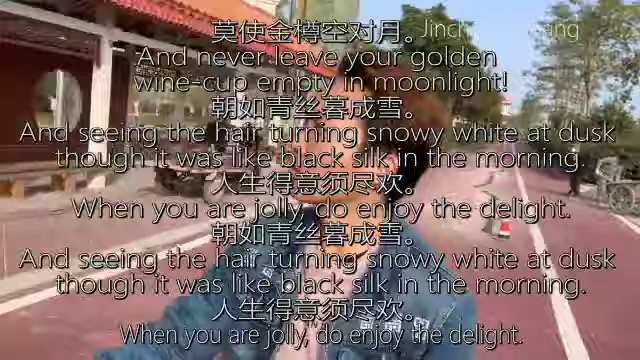 莫使金樽空对月。
And never leave your golden
wine-cup empty in moonlight!
朝如青丝暮成雪。
And seeing the hair turning snowy white at dusk
though it was like black silk in the morning.
人生得意须尽欢。
When you are jolly, do enjoy the delight.
朝如青丝暮成雪。
And seeing the hair turning snowy white at dusk
though it was like black silk in the morning.
人生得意须尽欢。
When you are jolly, do enjoy the delight.